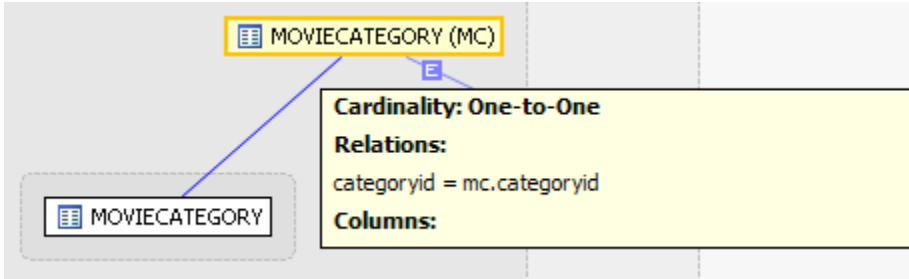 MOVIECATEGORY (MC)
E
Cardinality: One-to-One
Relations:
categoryid = mc.categoryid
Columns:
MOVIECATEGORY